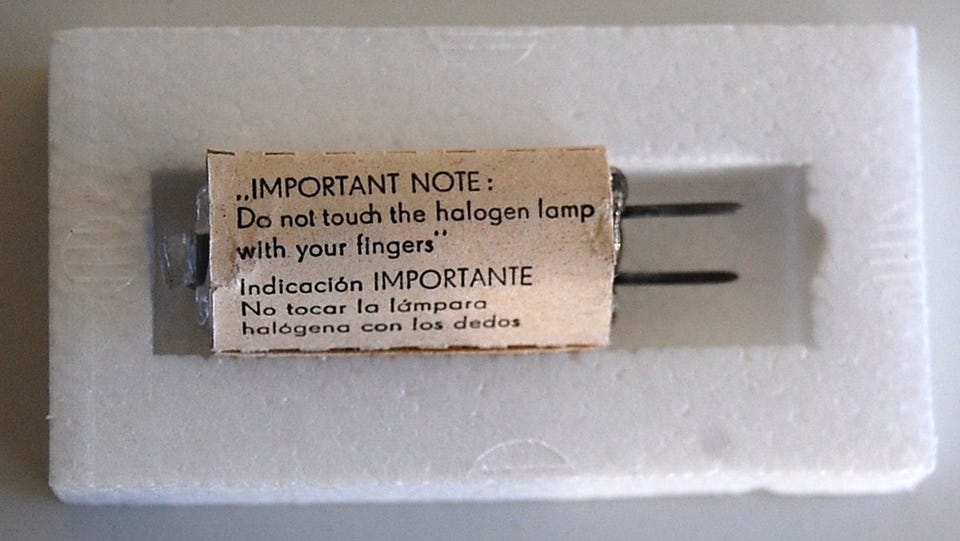 „IMPORTANT NOTE:
Do not touch the halogen lamp
with your fingers"
Indicación IMPORTANTE
No tocar la lámpara
halógena con los dedos